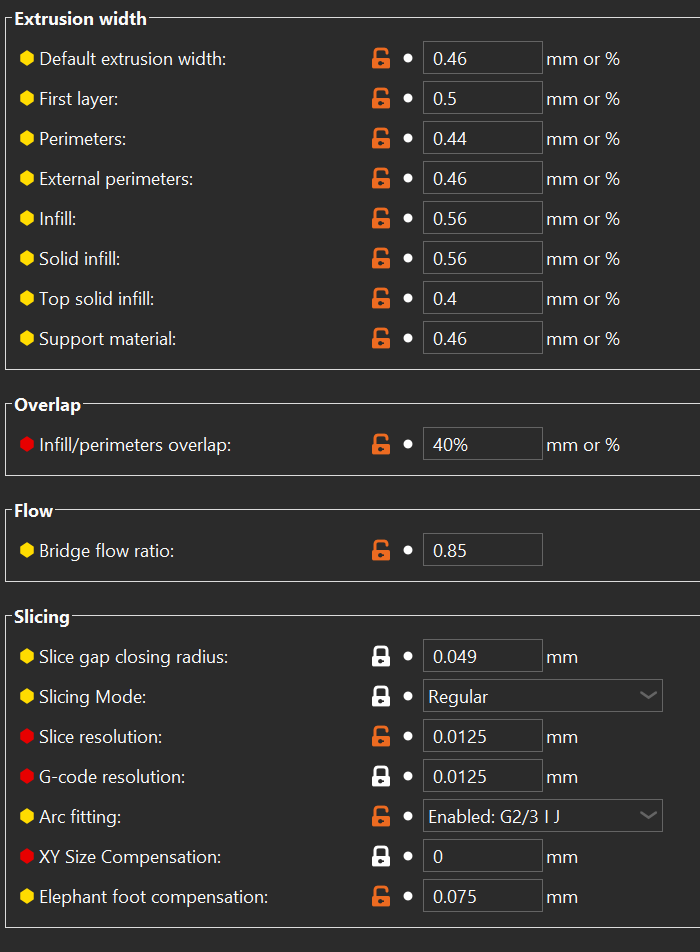 Extrusion width
Default extrusion width: 0.46 mm or %
First layer: 0.5 mm or %
Perimeters: 0.44 mm or %
External perimeters: 0.46 mm or %
Infill: 0.56 mm or %
Solid infill: 0.56 mm or %
Top solid infill: 0.4 mm or %
Support material: 0.46 mm or %
Overlap
Infill/perimeters overlap: 40% mm or %
Flow
Bridge flow ratio: 0.85
Slicing
Slice gap closing radius: 0.049 mm
Slicing Mode: Regular
Slice resolution: 0.0125 mm
G-code resolution: 0.0125 mm
Arc fitting: Enabled: G2/3 I J
XY Size Compensation: 0 mm
Elephant foot compensation: 0.075 mm